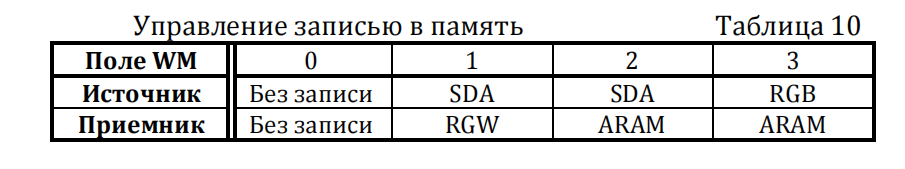 Управление записью в память Таблица 10
Поле WM 0 1 2 3
Источник Без записи SDA SDA RGB
Приемник Без записи RGW ARAM ARAM